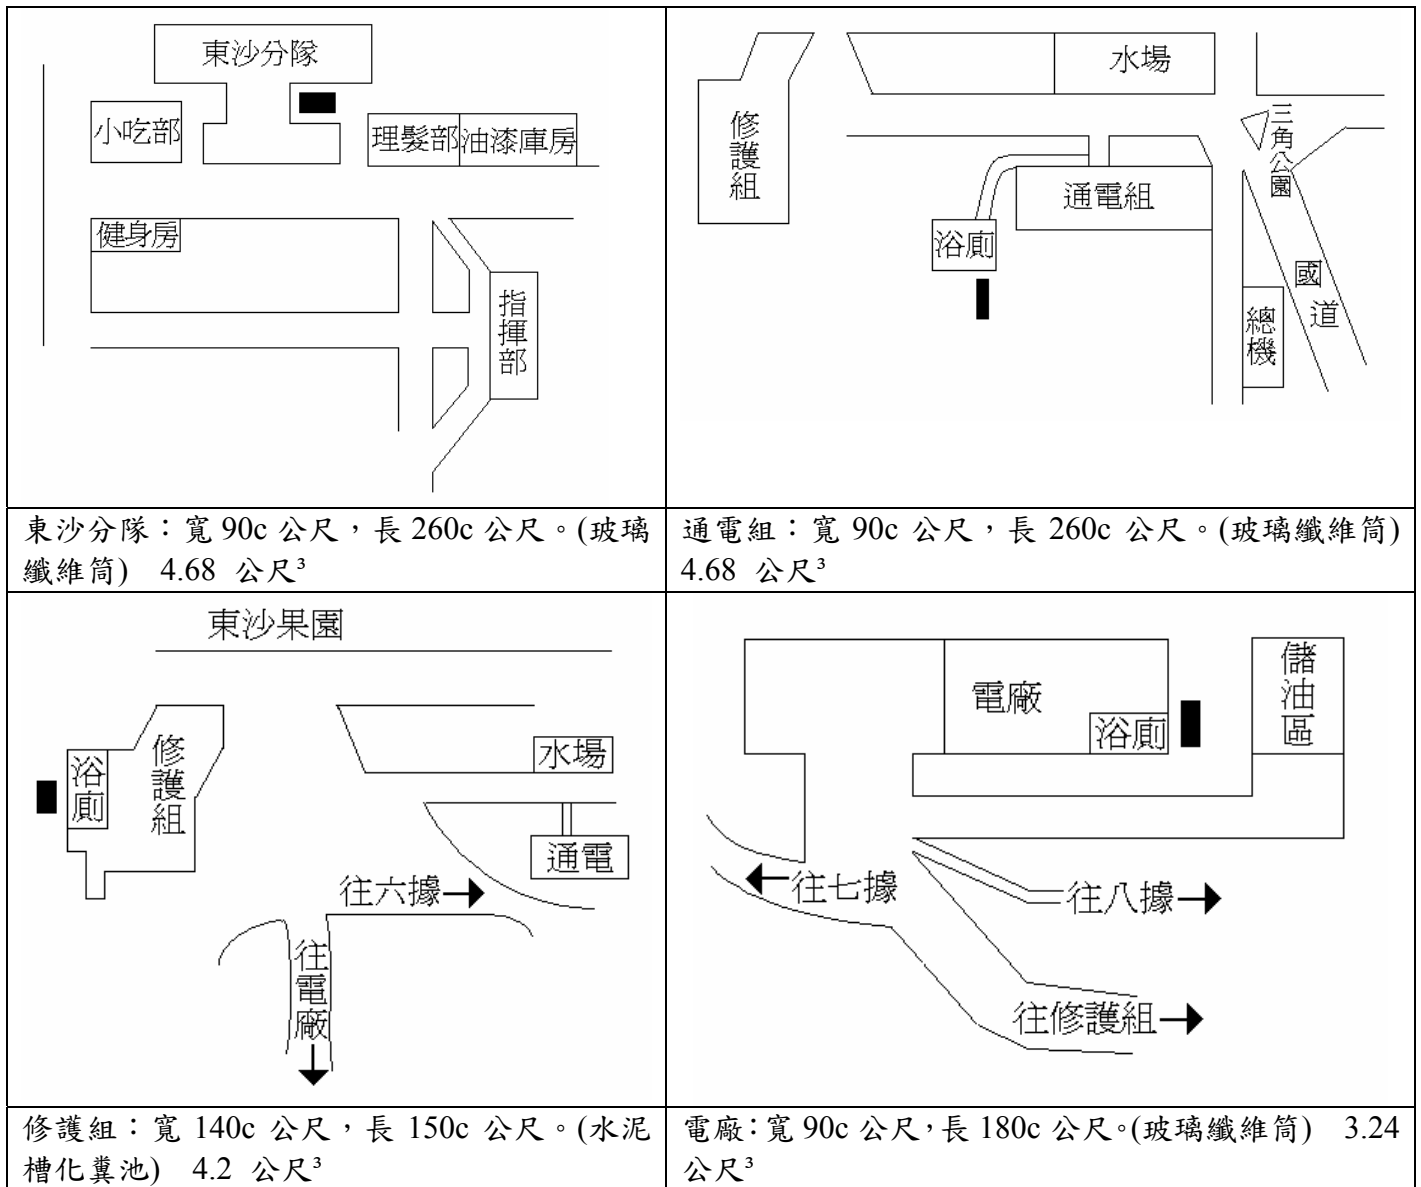 東沙分隊
小吃部
理髮部
油漆庫房
健身房
指揮部
水場
修護組
三角公園
通電組
浴廁
國道
總機
東沙分隊：寬 90c 公尺，長 260c 公尺。(玻璃
纖維筒) 4.68 公尺³
通電組：寬 90c 公尺，長 260c 公尺。(玻璃纖維筒)
4.68 公尺³
東沙果園
修護組
水場
浴廁
通電
往六據
往電廠
電廠
浴廁
儲油區
往七據
往八據
往修護組
修護組：寬 140c 公尺，長 150c 公尺。(水泥
槽化糞池) 4.2 公尺³
電廠：寬 90c 公尺，長 180c 公尺。(玻璃纖維筒) 3.24
公尺³